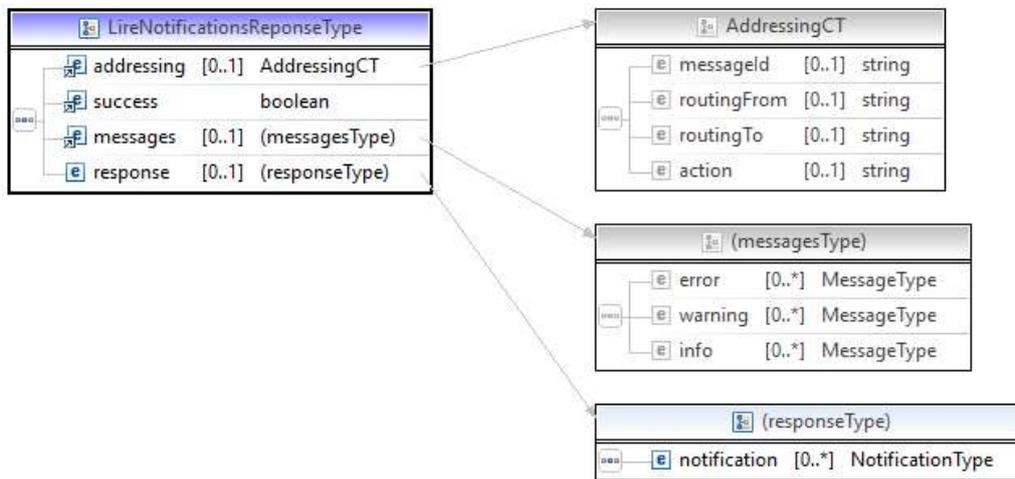 LireNotificationsReponseType
addressing [0..1] AddressingCT
success boolean
messages [0..1] (messagesType)
response [0..1] (responseType)
AddressingCT
messageId [0..1] string
routingFrom [0..1] string
routingTo [0..1] string
action [0..1] string
(messagesType)
error [0..*] MessageType
warning [0..*] MessageType
info [0..*] MessageType
(responseType)
notification [0..*] NotificationType